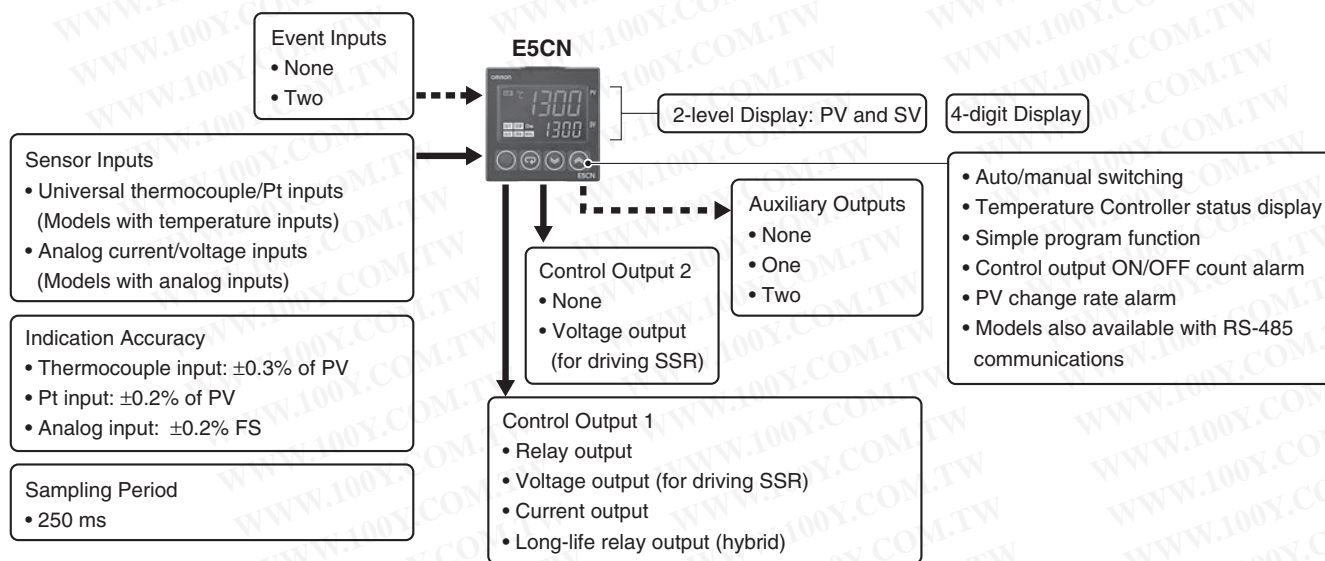 Event Inputs
• None
• Two
E5CN
OMRON
°C
1300
PV
1300
SV
E5CN
2-level Display: PV and SV
4-digit Display
Sensor Inputs
• Universal thermocouple/Pt inputs
(Models with temperature inputs)
• Analog current/voltage inputs
(Models with analog inputs)
Indication Accuracy
• Thermocouple input: ±0.3% of PV
• Pt input: ±0.2% of PV
• Analog input: ±0.2% FS
Sampling Period
• 250 ms
Control Output 2
• None
• Voltage output
(for driving SSR)
Auxiliary Outputs
• None
• One
• Two
• Auto/manual switching
• Temperature Controller status display
• Simple program function
• Control output ON/OFF count alarm
• PV change rate alarm
• Models also available with RS-485
communications
Control Output 1
• Relay output
• Voltage output (for driving SSR)
• Current output
• Long-life relay output (hybrid)
WWW.100Y.COM.TW